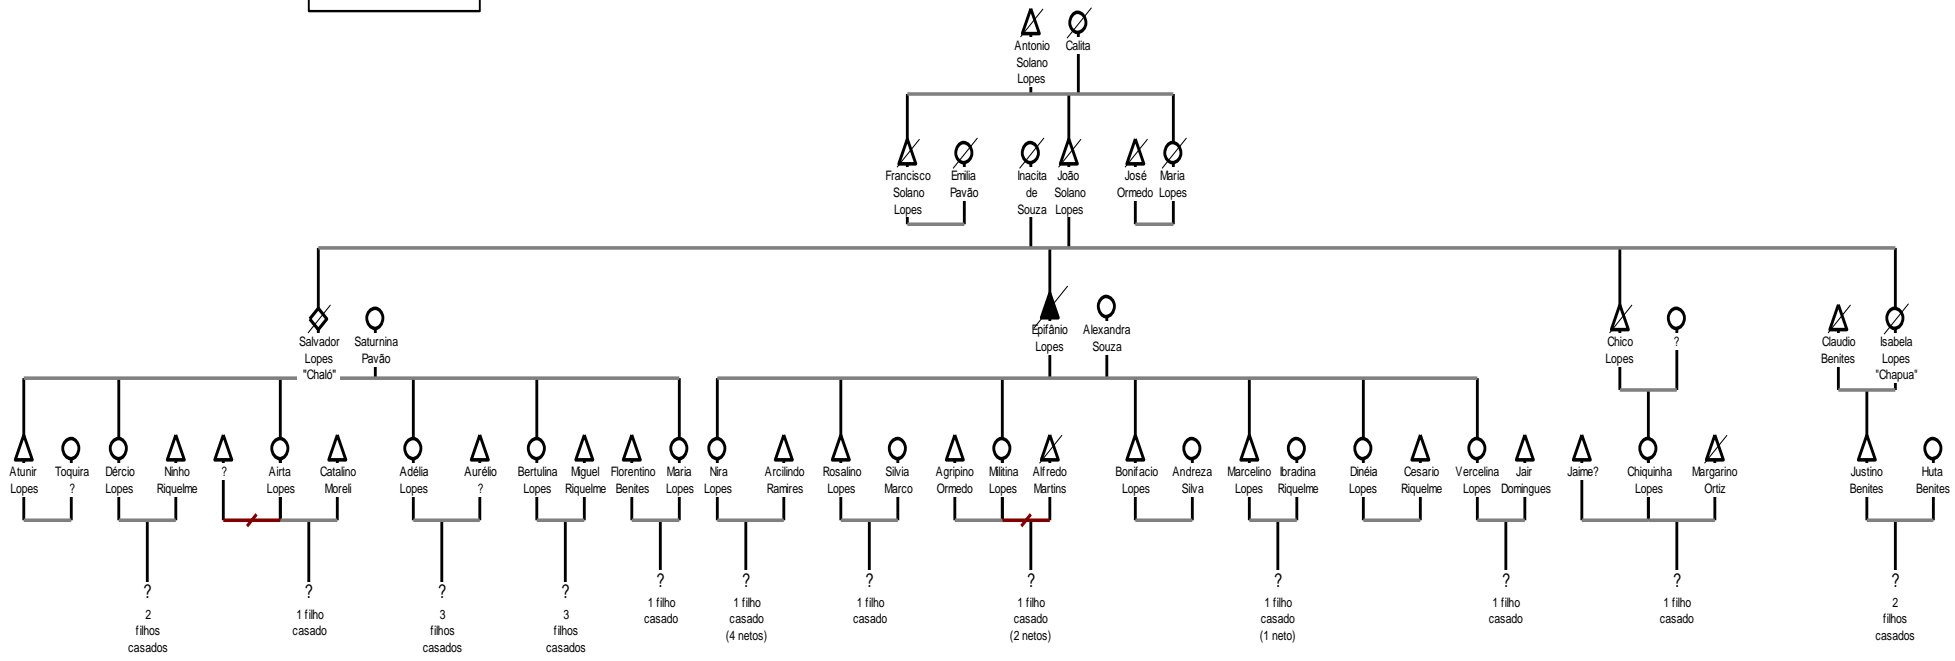 Antonio
Solano
Lopes
Calita
Francisco
Solano
Lopes
Emilia
Pavão
Inacita
de
Souza
João
Solano
Lopes
José
Ormedo
Maria
Lopes
Salvador
Lopes
"Chaló"
Saturnina
Pavão
Epifânio
Lopes
Alexandra
Souza
Chico
Lopes
?
Claudio
Benites
Isabela
Lopes
"Chapua"
Atunir
Lopes
Toquira
?
Dércio
Lopes
Ninho
Riquelme
?
Airta
Lopes
Catalino
Moreli
Adélia
Lopes
Aurélio
?
Bertulina
Lopes
Miguel
Riquelme
Florentino
Benites
Maria
Lopes
Nira
Lopes
Arcilindo
Ramires
Rosalino
Lopes
Silvia
Marco
Agripino
Ormedo
Militina
Lopes
Alfredo
Martins
Bonifacio
Lopes
Andreza
Silva
Marcelino
Lopes
Ibradina
Riquelme
Dinéia
Lopes
Cesario
Riquelme
Vercelina
Lopes
Jair
Domingues
Jaime?
Chiquinha
Lopes
Margarino
Ortiz
Justino
Benites
Huta
Benites
?
2
filhos
casados
?
1 filho
casado
?
3
filhos
casados
?
3
filhos
casados
?
1 filho
casado
?
1 filho
casado
(4 netos)
?
1 filho
casado
?
1 filho
casado
(2 netos)
?
1 filho
casado
(1 neto)
?
1 filho
casado
?
1 filho
casado
?
2
filhos
casados